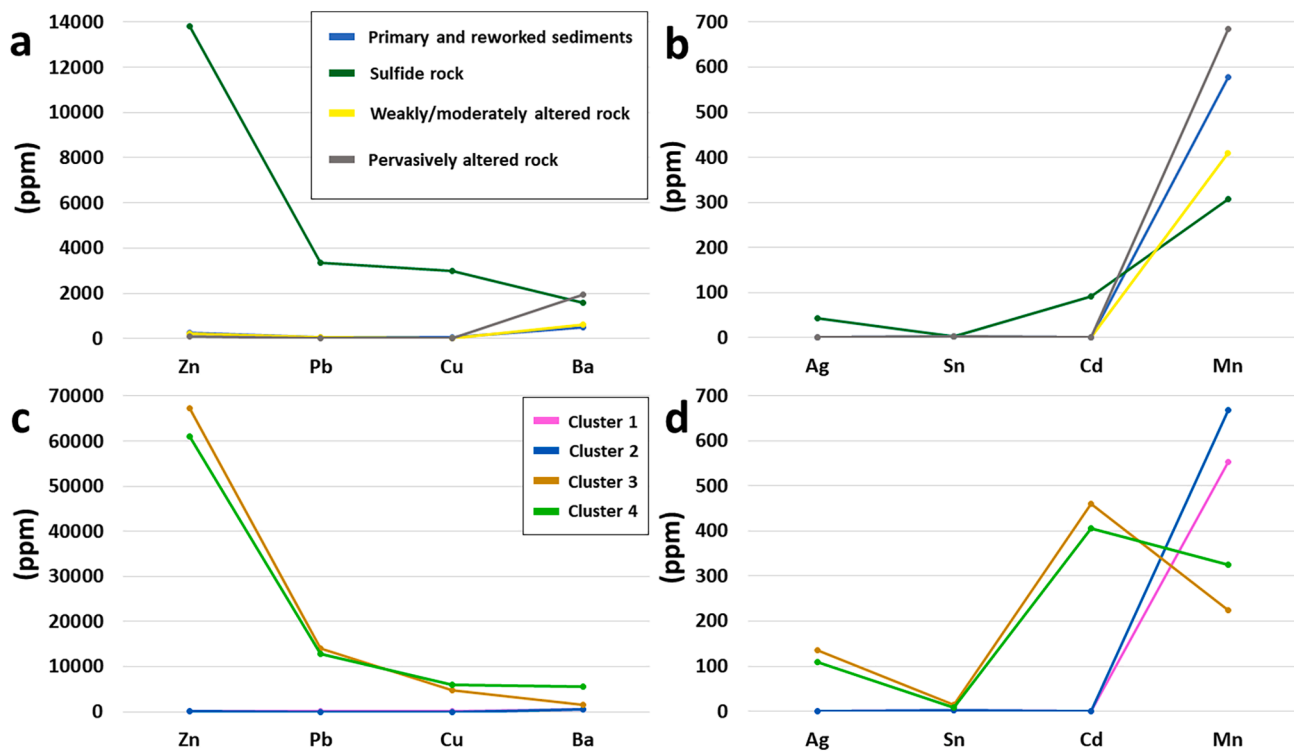 a
14000
12000
10000
8000
6000
4000
2000
0
(ppm)
Zn Pb Cu Ba
Primary and reworked sediments
Sulfide rock
Weakly/moderately altered rock
Pervasively altered rock
b
700
600
500
400
300
200
100
0
(ppm)
Ag Sn Cd Mn
c
70000
60000
50000
40000
30000
20000
10000
0
(ppm)
Zn Pb Cu Ba
Cluster 1
Cluster 2
Cluster 3
Cluster 4
d
700
600
500
400
300
200
100
0
(ppm)
Ag Sn Cd Mn